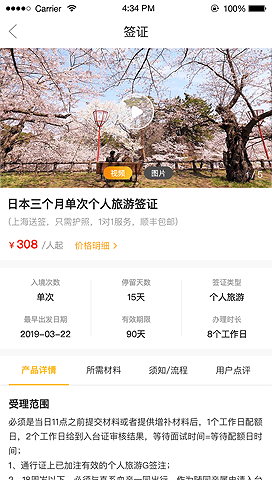 Carrier 4:34 PM 100%
签证
视频 图片 / 5
日本三个月单次个人旅游签证
(上海送签，只需护照，1对1服务，顺丰包邮)
¥308 /人起 价格明细 >
入境次数 停留天数 签证类型
单次 15天 个人旅游
最早出发日期 有效期限 办理时长
2019-03-22 90天 8个工作日
产品详情 所需材料 须知/流程 用户点评
受理范围
必须是当日11点之前提交材料或者提供增补材料后，1个工作日配额
日，2个工作日给到入台证审核结果，等待面试时间=等待配额日时
间；
1、通行证上已加注有效的个人旅游G签注；